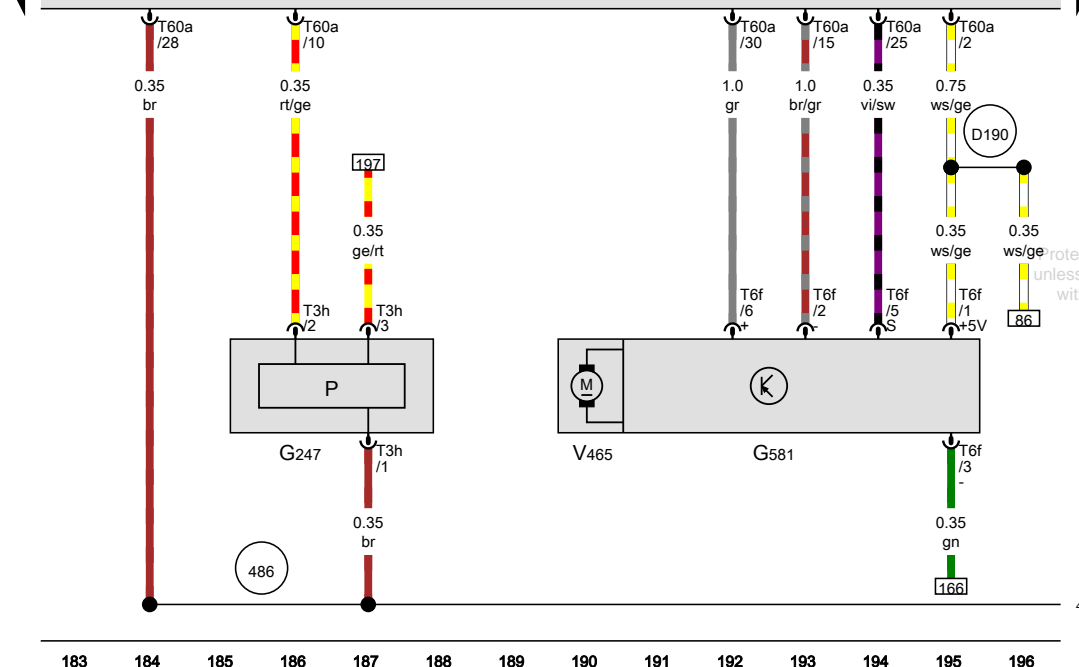 T60a
/28
T60a
/10
T60a
/30
T60a
/15
T60a
/25
T60a
/2
0.35
br
0.35
rt/ge
1.0
gr
1.0
br/gr
0.35
vi/sw
0.75
ws/ge
D190
197
0.35
ge/rt
0.35
ws/ge
0.35
ws/ge
Prote
unless
wit
T3h
/2
T3h
/3
T6f
/6
+
T6f
/2
-
T6f
/5
S
T6f
/1
+5V
86
P
M
G247
T3h
/1
V465
G581
T6f
/3
-
0.35
br
0.35
gn
486
166
183 184 185 186 187 188 189 190 191 192 193 194 195 196